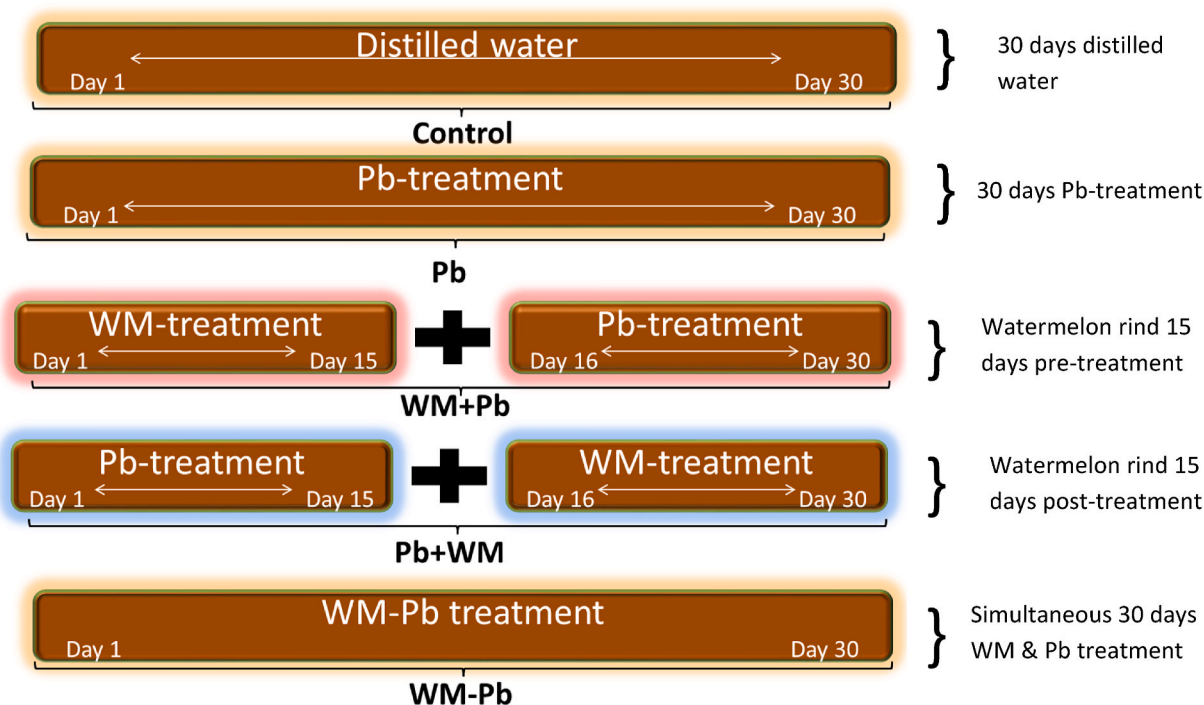 Distilled water
Day 1
Day 30
Control
30 days distilled
water
Pb-treatment
Day 1
Day 30
Pb
30 days Pb-treatment
WM-treatment
Day 1
Day 15
Pb-treatment
Day 16
Day 30
WM+Pb
Watermelon rind 15
days pre-treatment
Pb-treatment
Day 1
Day 15
WM-treatment
Day 16
Day 30
Pb+WM
Watermelon rind 15
days post-treatment
WM-Pb treatment
Day 1
Day 30
WM-Pb
Simultaneous 30 days
WM & Pb treatment